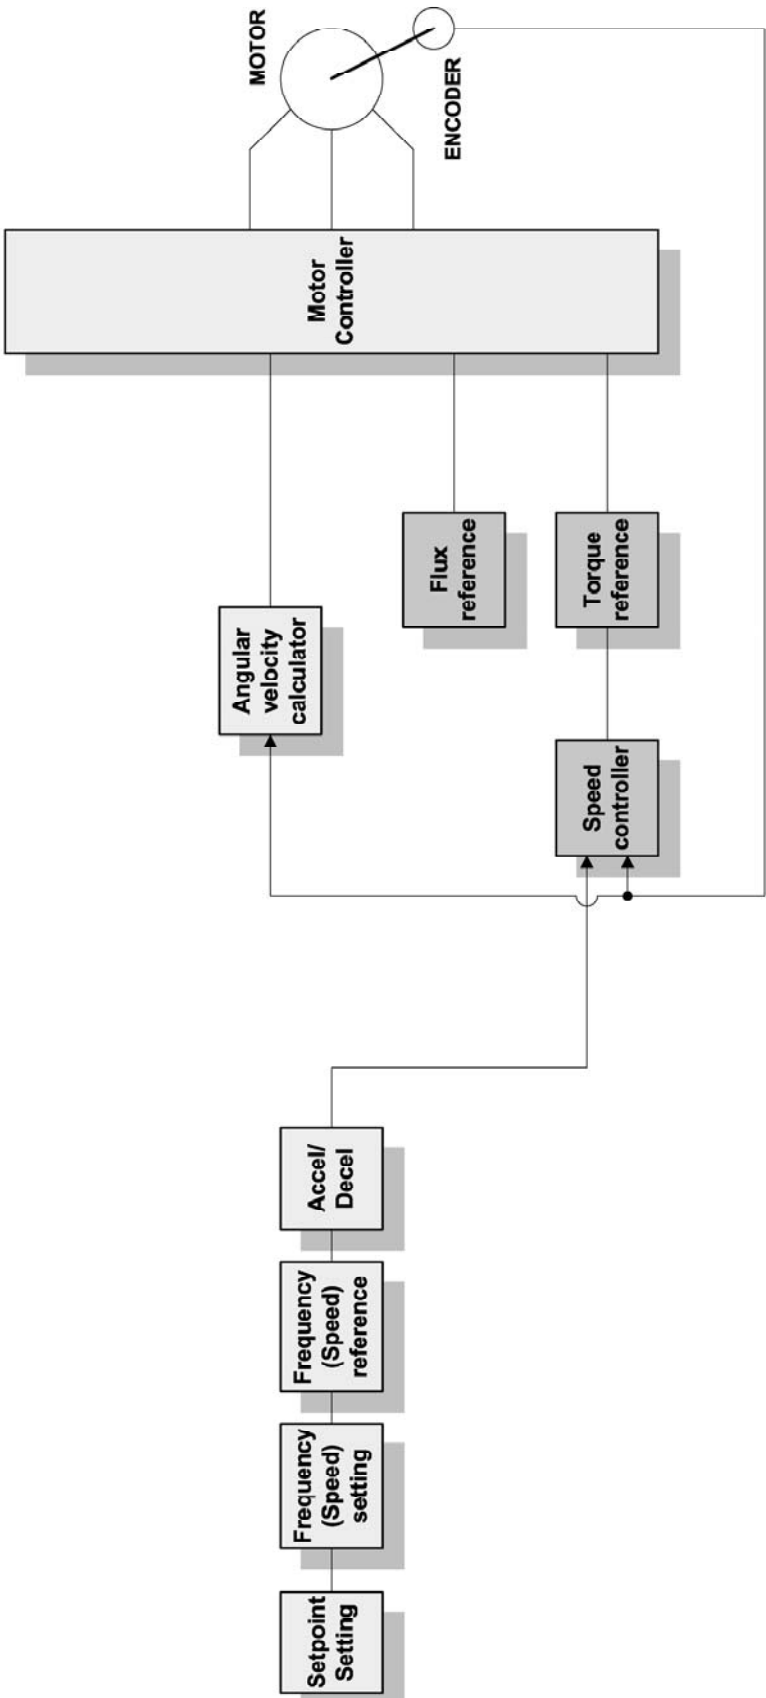 Setpoint
Setting
Frequency
(Speed)
setting
Frequency
(Speed)
reference
Accel/
Decel
Angular
velocity
calculator
Speed
controller
Flux
reference
Torque
reference
Motor
Controller
MOTOR
ENCODER